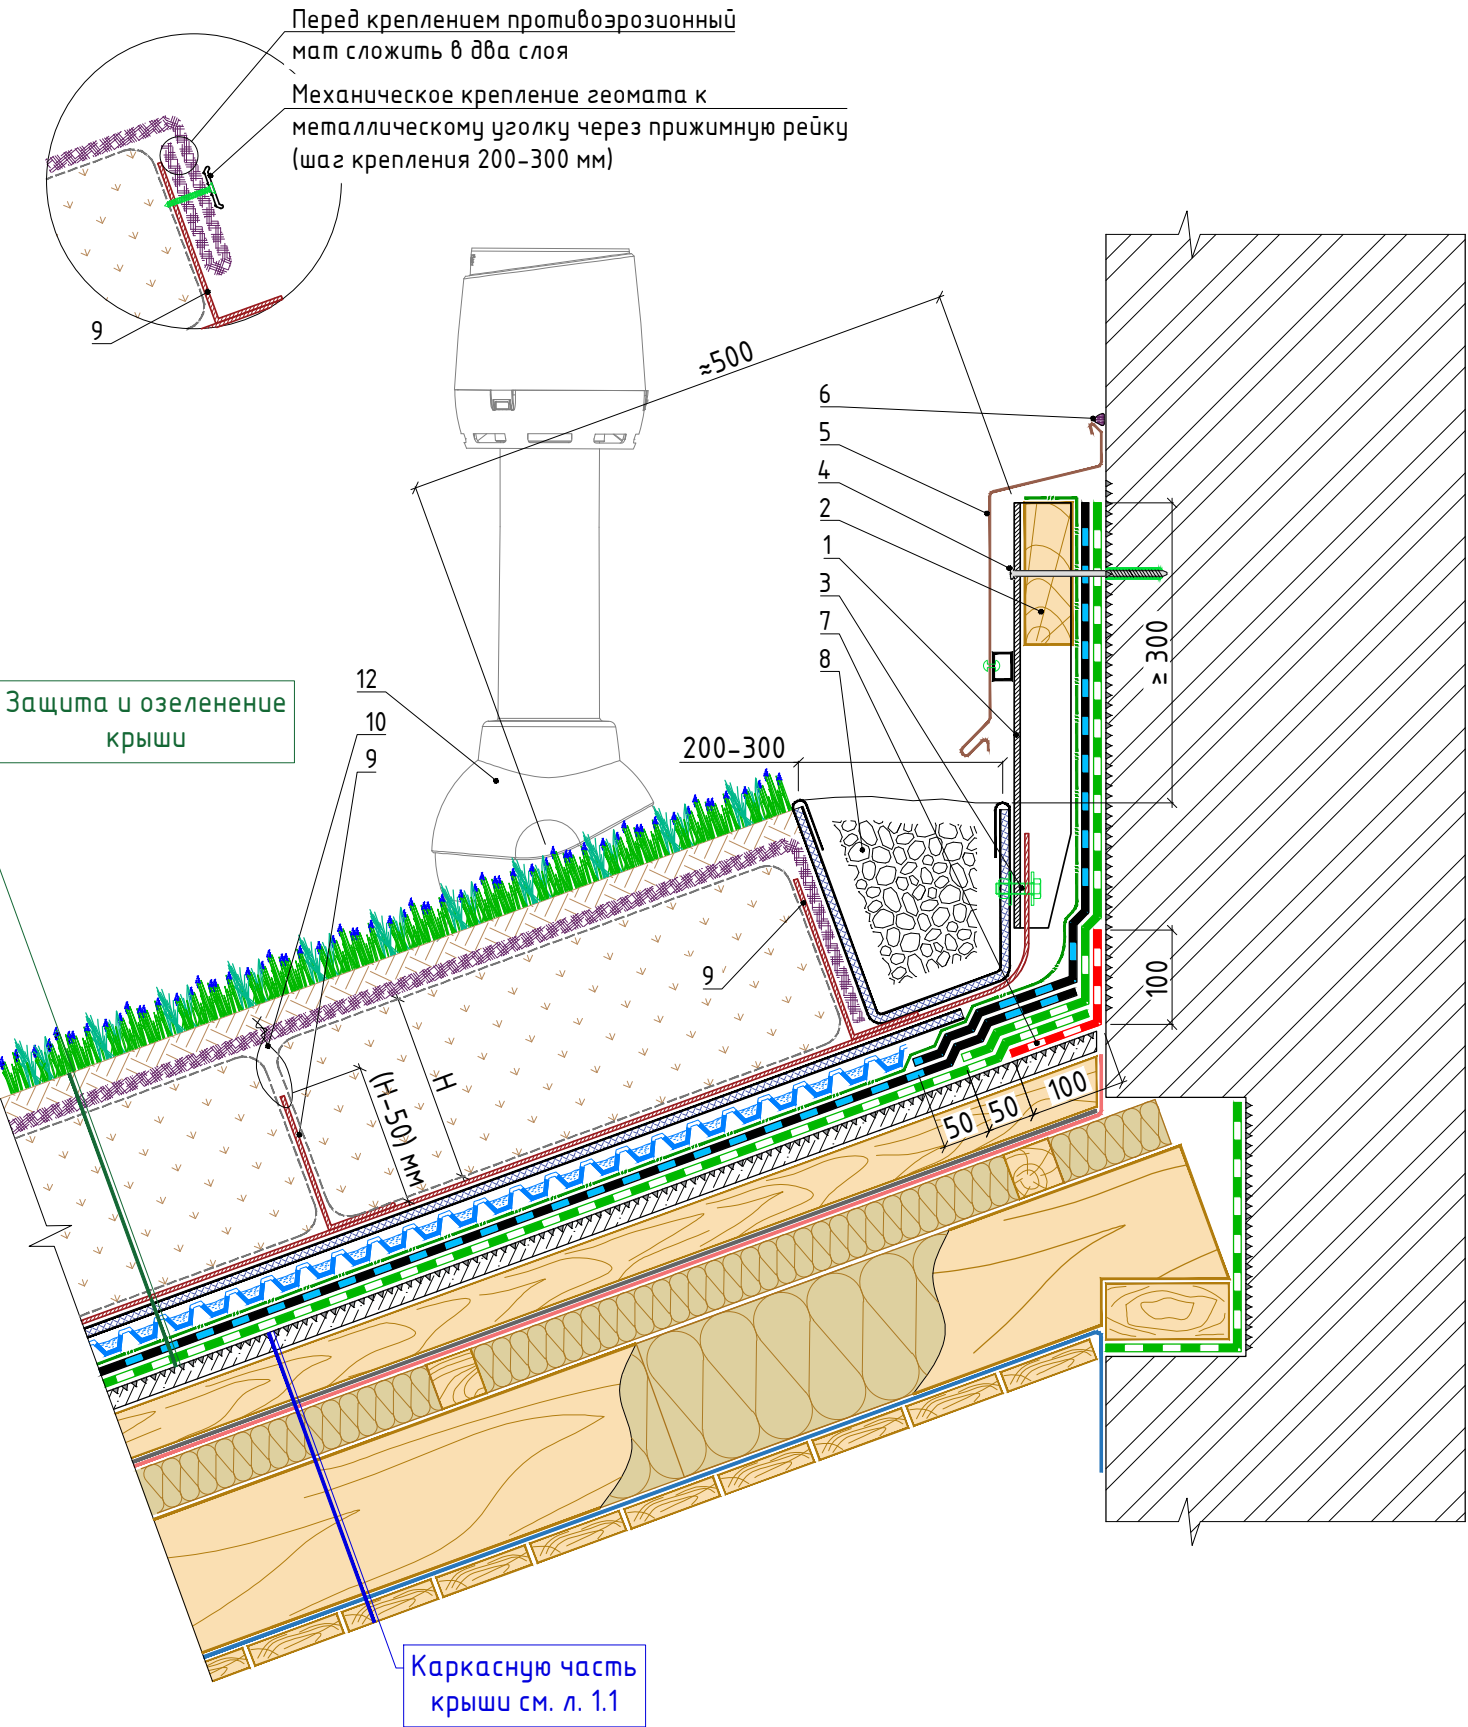 Перед креплением противоэрозионный
мат сложить в два слоя
Механическое крепление геомата к
металлическому уголку через прижимную рейку
(шаг крепления 200-300 мм)
9
≈500
6
5
4
2
1
3
7
8
≥ 300
12
10
9
Защита и озеленение
крыши
200-300
9
100
H
(H-50) мм
50
50
100
Каркасную часть
крыши см. л. 1.1